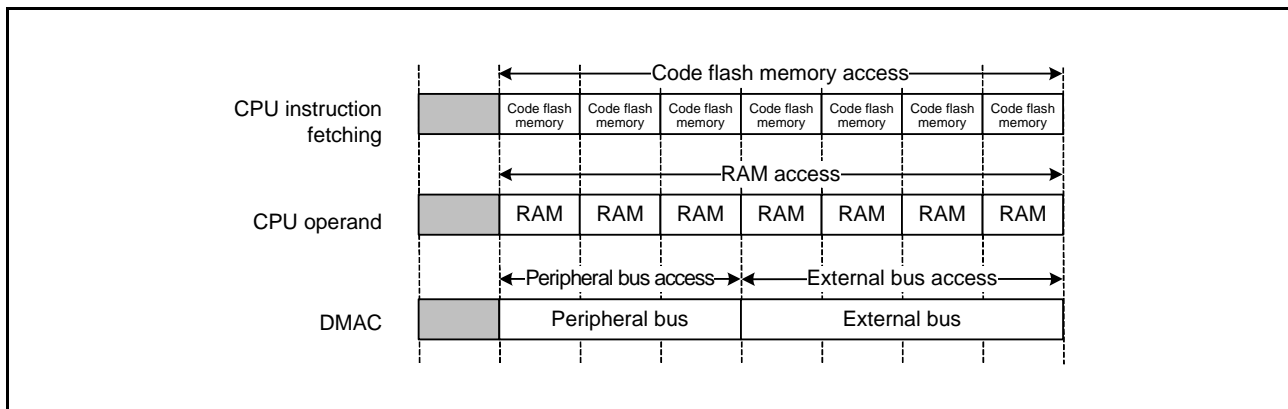 Code flash memory access
CPU instruction
fetching
Code flash
memory
Code flash
memory
Code flash
memory
Code flash
memory
Code flash
memory
Code flash
memory
Code flash
memory
RAM access
CPU operand
RAM
RAM
RAM
RAM
RAM
RAM
RAM
Peripheral bus access
External bus access
DMAC
Peripheral bus
External bus